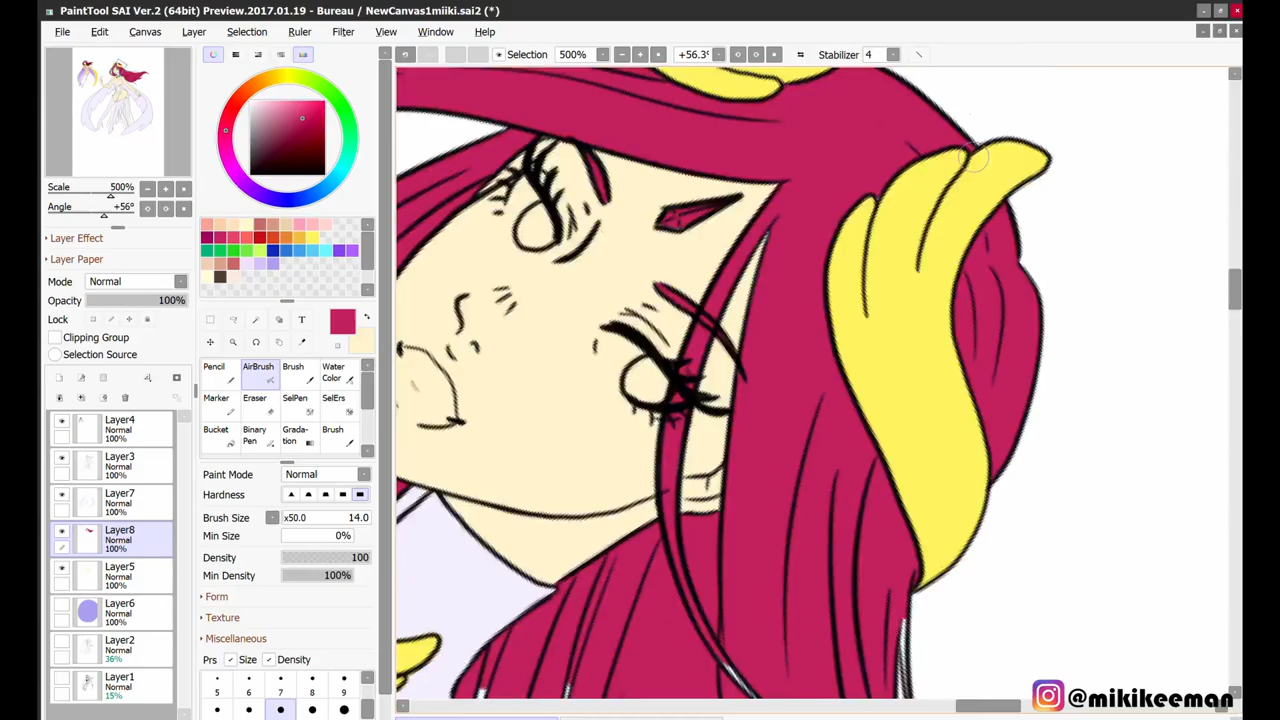 PaintTool SAI Ver.2 (64bit) Preview.2017.01.19 - Bureau / NewCanvas1miiki.sai2 (*)
File Edit Canvas Layer Selection Ruler Filter View Window Help
Selection 500% +56.3° Stabilizer 4
Scale 500%
Angle +56°
Layer Effect
Layer Paper
Mode Normal
Opacity 100%
Lock
Clipping Group
Selection Source
Layer4
Normal
100%
Layer3
Normal
100%
Layer7
Normal
100%
Layer8
Normal
100%
Layer5
Normal
100%
Layer6
Normal
100%
Layer2
Normal
36%
Layer1
Normal
15%
T
Pencil AirBrush Brush Water Color
Marker Eraser SelPen SelErs
Bucket Binary Pen Grada-tion Brush
Paint Mode Normal
Hardness
Brush Size x50.0 14.0
Min Size 0%
Density 100
Min Density 100%
Form
Texture
Miscellaneous
Prs Size Density
5 6 7 8 9
@mikikeeman